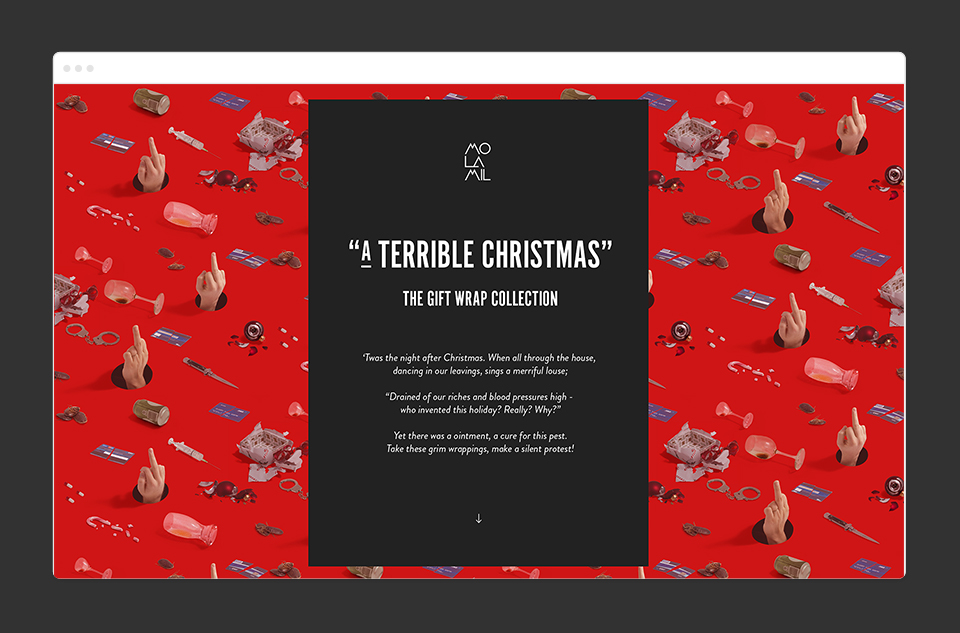 MO
LA
MIL
“A TERRIBLE CHRISTMAS”
THE GIFT WRAP COLLECTION
‘Twas the night after Christmas. When all through the house,
dancing in our leavings, sings a merriful louse;
“Drained of our riches and blood pressures high -
who invented this holiday? Really? Why?”
Yet there was a ointment, a cure for this pest.
Take these grim wrappings, make a silent protest!